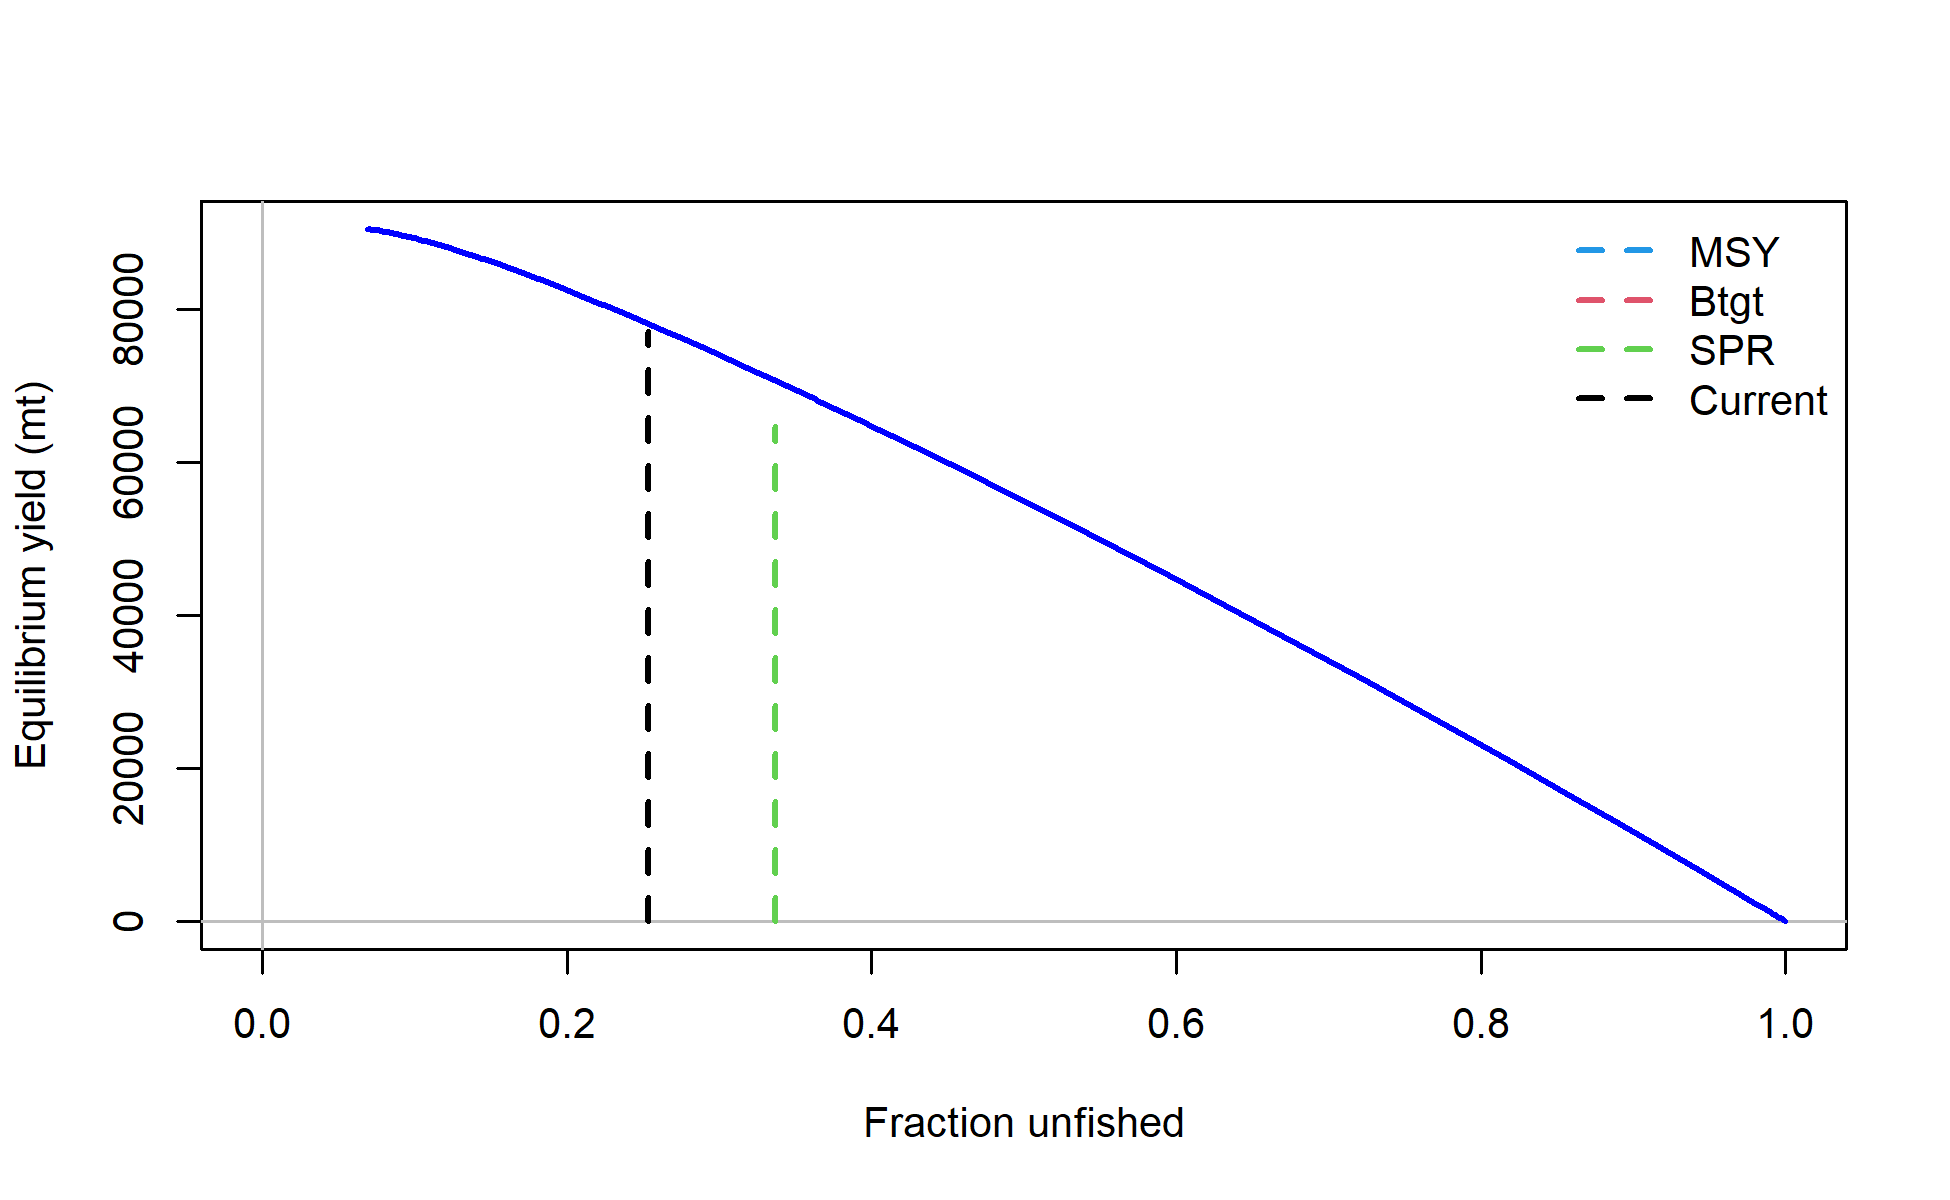 MSY
Btgt
SPR
Current
Equilibrium yield (mt)
80000
60000
40000
20000
0
0.0 0.2 0.4 0.6 0.8 1.0
Fraction unfished